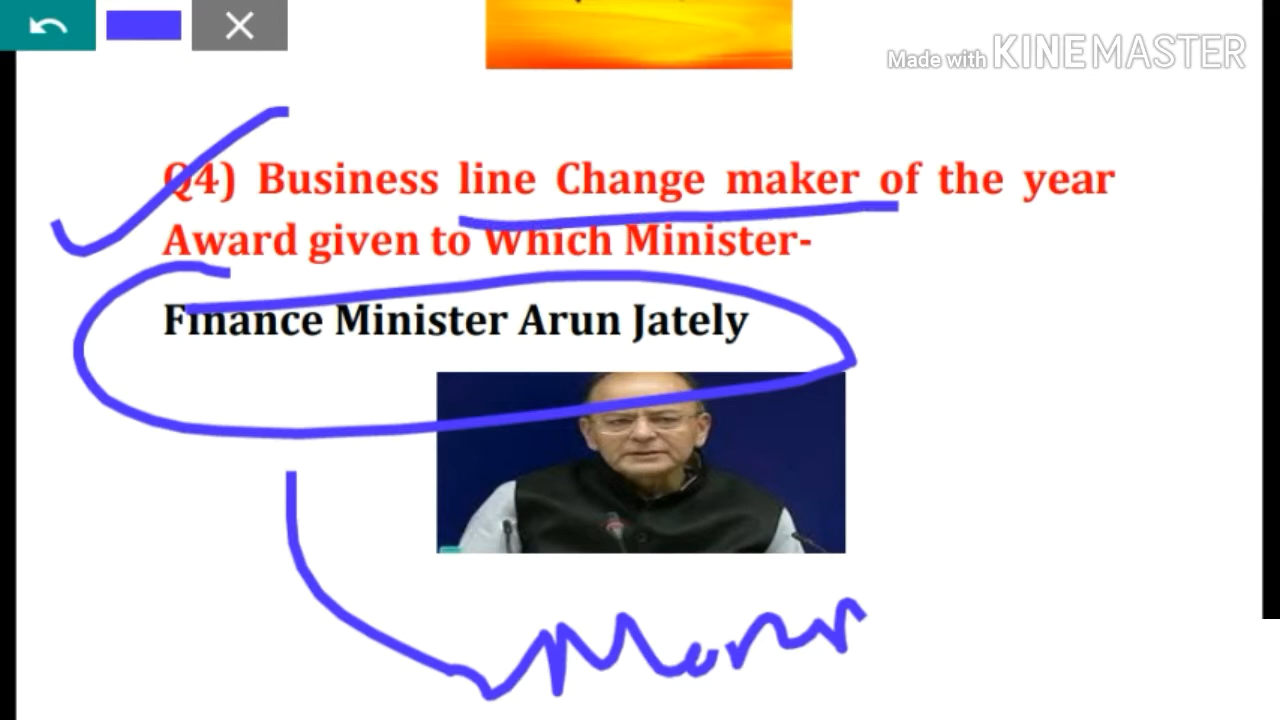 Made with KINEMASTER
Q4) Business line Change maker of the year
Award given to Which Minister-
Finance Minister Arun Jately